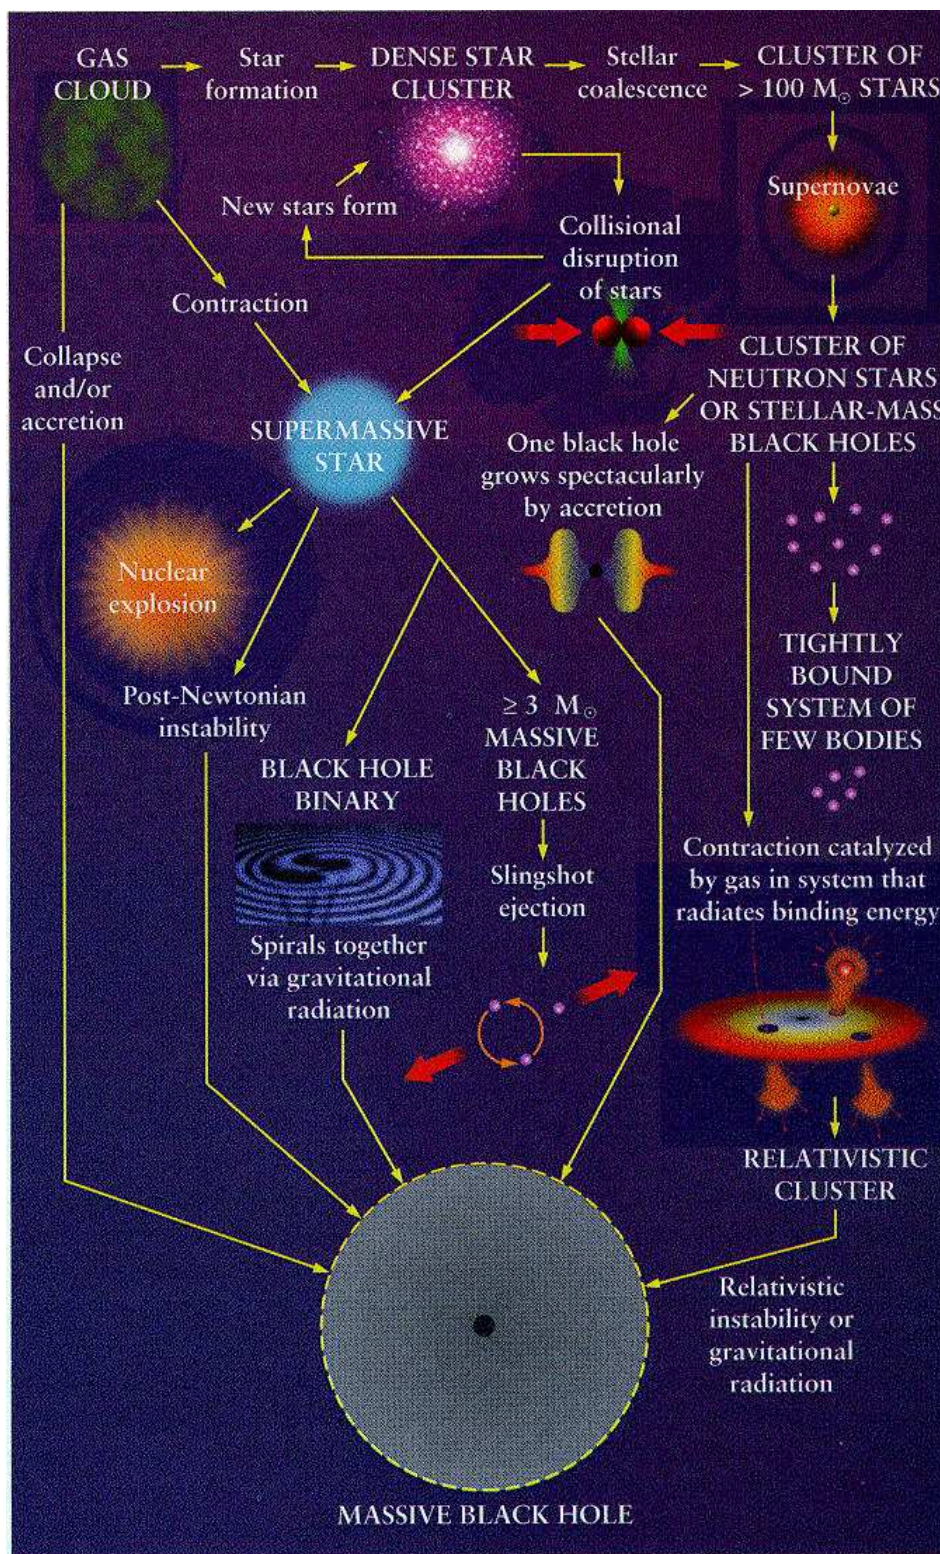 GAS
CLOUD
Star
formation
DENSE STAR
CLUSTER
Stellar
coalescence
CLUSTER OF
> 100 M☉ STARS
New stars form
Collisional
disruption
of stars
Supernovae
Contraction
Collapse
and/or
accretion
SUPERMASSIVE
STAR
CLUSTER OF
NEUTRON STARS
OR STELLAR-MASS
BLACK HOLES
One black hole
grows spectacularly
by accretion
Nuclear
explosion
Post-Newtonian
instability
BLACK HOLE
BINARY
≥ 3 M☉
MASSIVE
BLACK
HOLES
TIGHTLY
BOUND
SYSTEM OF
FEW BODIES
Slingshot
ejection
Contraction catalyzed
by gas in system that
radiates binding energy
Spirals together
via gravitational
radiation
RELATIVISTIC
CLUSTER
Relativistic
instability or
gravitational
radiation
MASSIVE BLACK HOLE